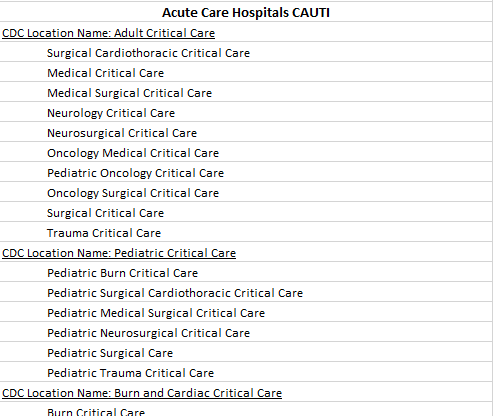 Acute Care Hospitals CAUTI
CDC Location Name: Adult Critical Care
Surgical Cardiothoracic Critical Care
Medical Critical Care
Medical Surgical Critical Care
Neurology Critical Care
Neurosurgical Critical Care
Oncology Medical Critical Care
Pediatric Oncology Critical Care
Oncology Surgical Critical Care
Surgical Critical Care
Trauma Critical Care
CDC Location Name: Pediatric Critical Care
Pediatric Burn Critical Care
Pediatric Surgical Cardiothoracic Critical Care
Pediatric Medical Surgical Critical Care
Pediatric Neurosurgical Critical Care
Pediatric Surgical Care
Pediatric Trauma Critical Care
CDC Location Name: Burn and Cardiac Critical Care
Burn Critical Care